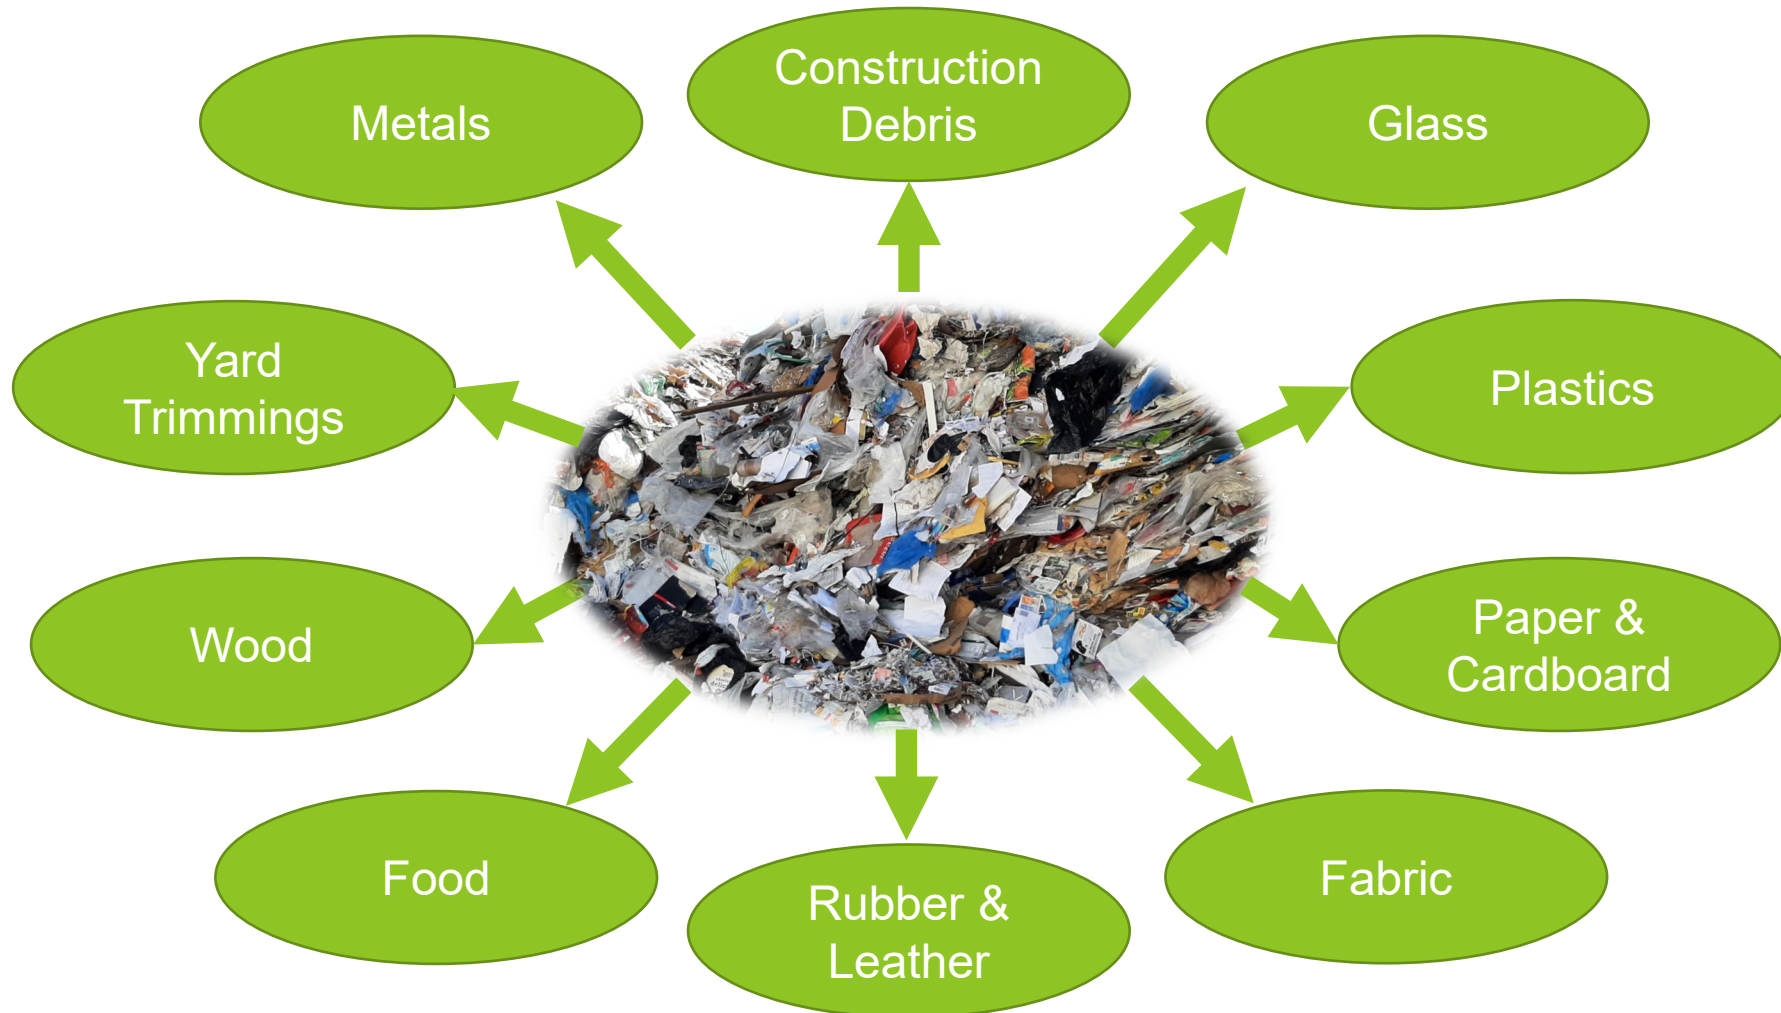 Construction
Debris
Metals
Glass
Yard
Trimmings
Plastics
Wood
Paper &
Cardboard
Food
Fabric
Rubber &
Leather